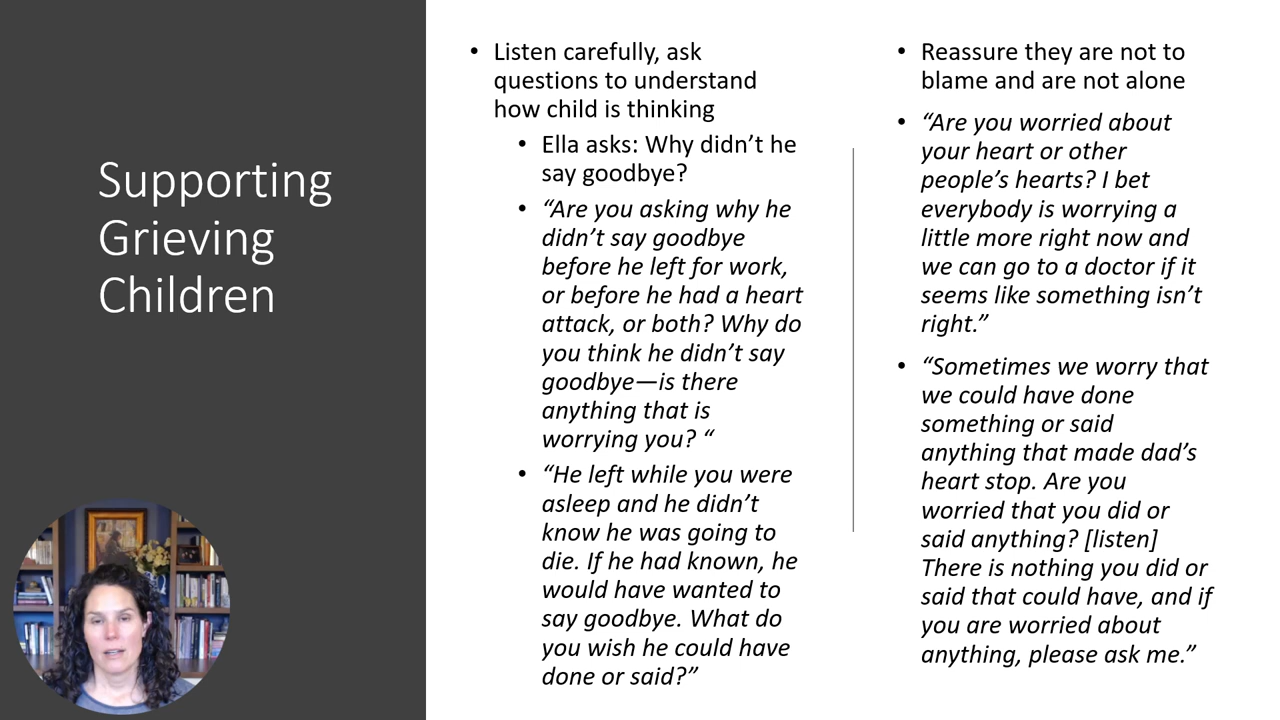 Supporting
Grieving
Children
• Listen carefully, ask
questions to understand
how child is thinking
• Ella asks: Why didn’t he
say goodbye?
• “Are you asking why he
didn’t say goodbye
before he left for work,
or before he had a heart
attack, or both? Why do
you think he didn’t say
goodbye—is there
anything that is
worrying you? “
• “He left while you were
asleep and he didn’t
know he was going to
die. If he had known, he
would have wanted to
say goodbye. What do
you wish he could have
done or said?”
• Reassure they are not to
blame and are not alone
• “Are you worried about
your heart or other
people’s hearts? I bet
everybody is worrying a
little more right now and
we can go to a doctor if it
seems like something isn’t
right.”
• “Sometimes we worry that
we could have done
something or said
anything that made dad’s
heart stop. Are you
worried that you did or
said anything? [listen]
There is nothing you did or
said that could have, and if
you are worried about
anything, please ask me.”